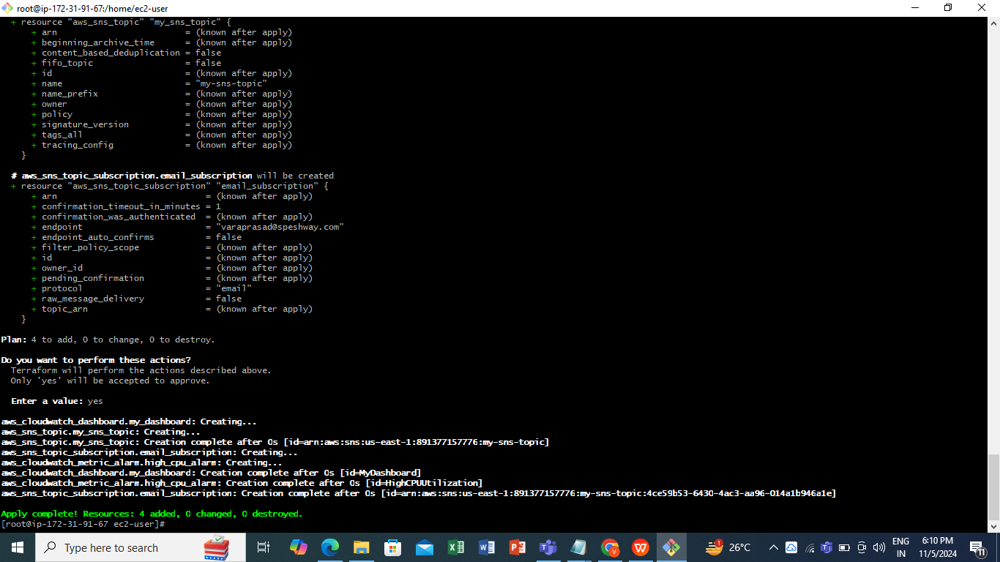 root@ip-172-31-91-67:/home/ec2-user
+ resource "aws_sns_topic" "my_sns_topic" {
+ arn = (known after apply)
+ beginning_archive_time = (known after apply)
+ content_based_deduplication = false
+ fifo_topic = false
+ id = (known after apply)
+ name = "my-sns-topic"
+ name_prefix = (known after apply)
+ owner = (known after apply)
+ policy = (known after apply)
+ signature_version = (known after apply)
+ tags_all = (known after apply)
+ tracing_config = (known after apply)
}
# aws_sns_topic_subscription.email_subscription will be created
+ resource "aws_sns_topic_subscription" "email_subscription" {
+ arn = (known after apply)
+ confirmation_timeout_in_minutes = 1
+ confirmation_was_authenticated = (known after apply)
+ endpoint = "varaprasad@speshway.com"
+ endpoint_auto_confirms = false
+ filter_policy_scope = (known after apply)
+ id = (known after apply)
+ owner_id = (known after apply)
+ pending_confirmation = (known after apply)
+ protocol = "email"
+ raw_message_delivery = false
+ topic_arn = (known after apply)
}
Plan: 4 to add, 0 to change, 0 to destroy.
Do you want to perform these actions?
Terraform will perform the actions described above.
Only 'yes' will be accepted to approve.
Enter a value: yes
aws_cloudwatch_dashboard.my_dashboard: Creating...
aws_sns_topic.my_sns_topic: Creating...
aws_sns_topic.my_sns_topic: Creation complete after 0s [id=arn:aws:sns:us-east-1:891377157776:my-sns-topic]
aws_sns_topic_subscription.email_subscription: Creating...
aws_cloudwatch_metric_alarm.high_cpu_alarm: Creating...
aws_cloudwatch_dashboard.my_dashboard: Creation complete after 0s [id=MyDashboard]
aws_cloudwatch_metric_alarm.high_cpu_alarm: Creation complete after 0s [id=HighCPUUtilization]
aws_sns_topic_subscription.email_subscription: Creation complete after 0s [id=arn:aws:sns:us-east-1:891377157776:my-sns-topic:4ce59b53-6430-4ac3-aa96-014a1b946a1e]
Apply complete! Resources: 4 added, 0 changed, 0 destroyed.
[root@ip-172-31-91-67 ec2-user]#
Type here to search
26°C
ENG
IN
6:10 PM
11/5/2024
11